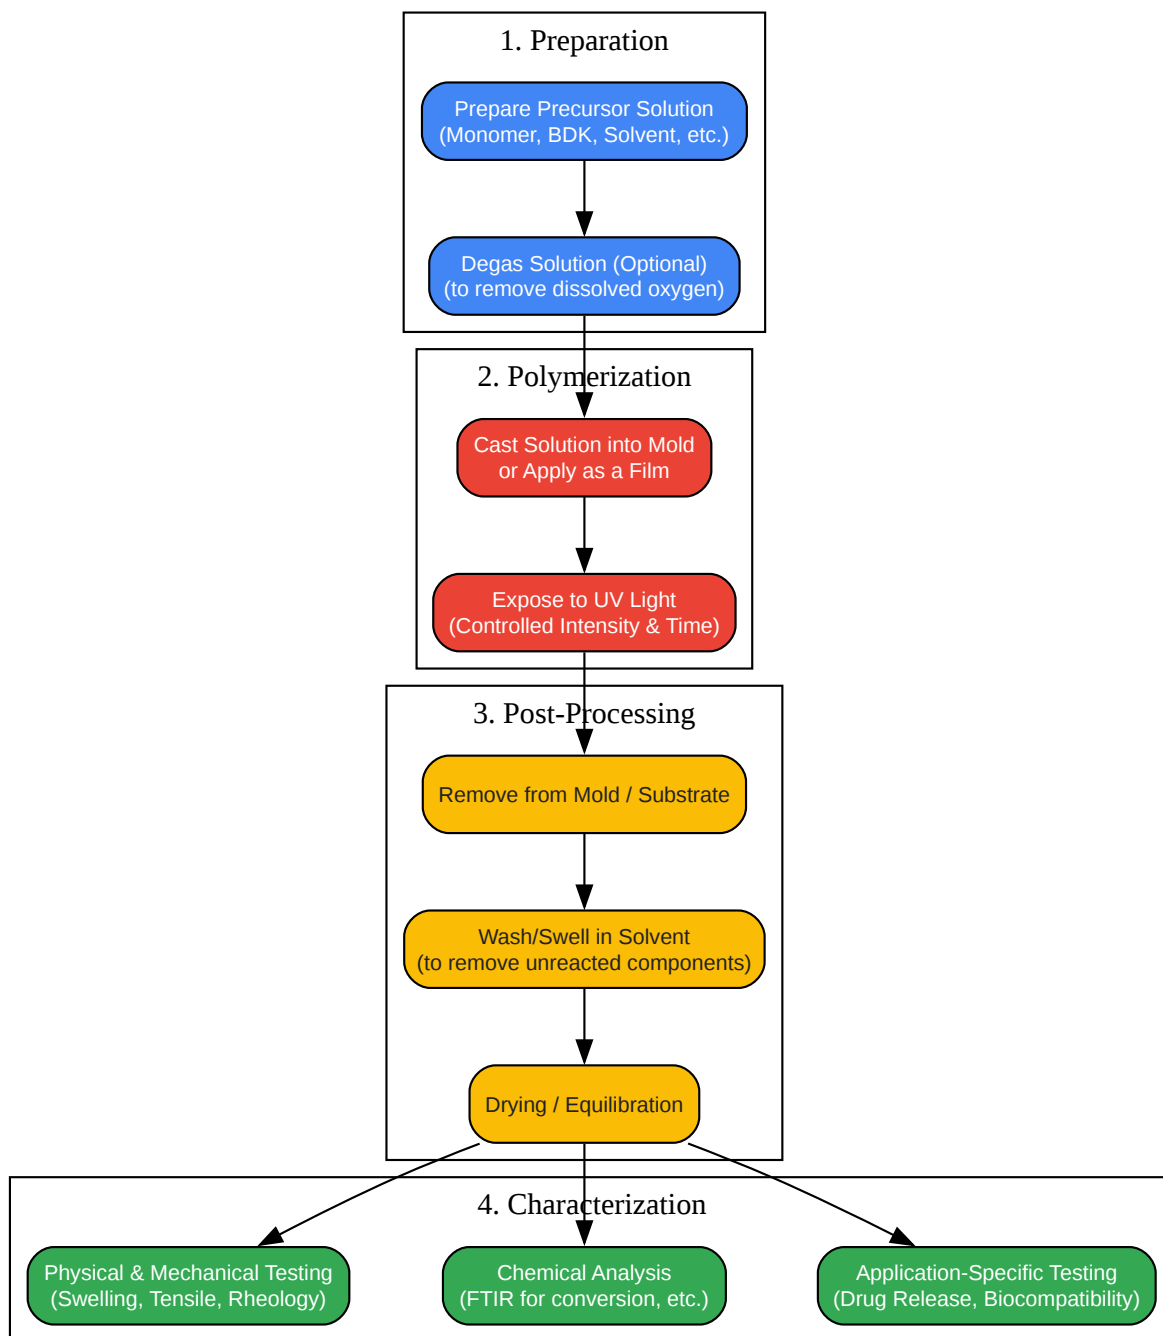 1. Preparation
Prepare Precursor Solution
(Monomer, BDK, Solvent, etc.)
Degas Solution (Optional)
(to remove dissolved oxygen)
2. Polymerization
Cast Solution into Mold
or Apply as a Film
Expose to UV Light
(Controlled Intensity & Time)
3. Post-Processing
Remove from Mold / Substrate
Wash/Swell in Solvent
(to remove unreacted components)
Drying / Equilibration
4. Characterization
Physical & Mechanical Testing
(Swelling, Tensile, Rheology)
Chemical Analysis
(FTIR for conversion, etc.)
Application-Specific Testing
(Drug Release, Biocompatibility)